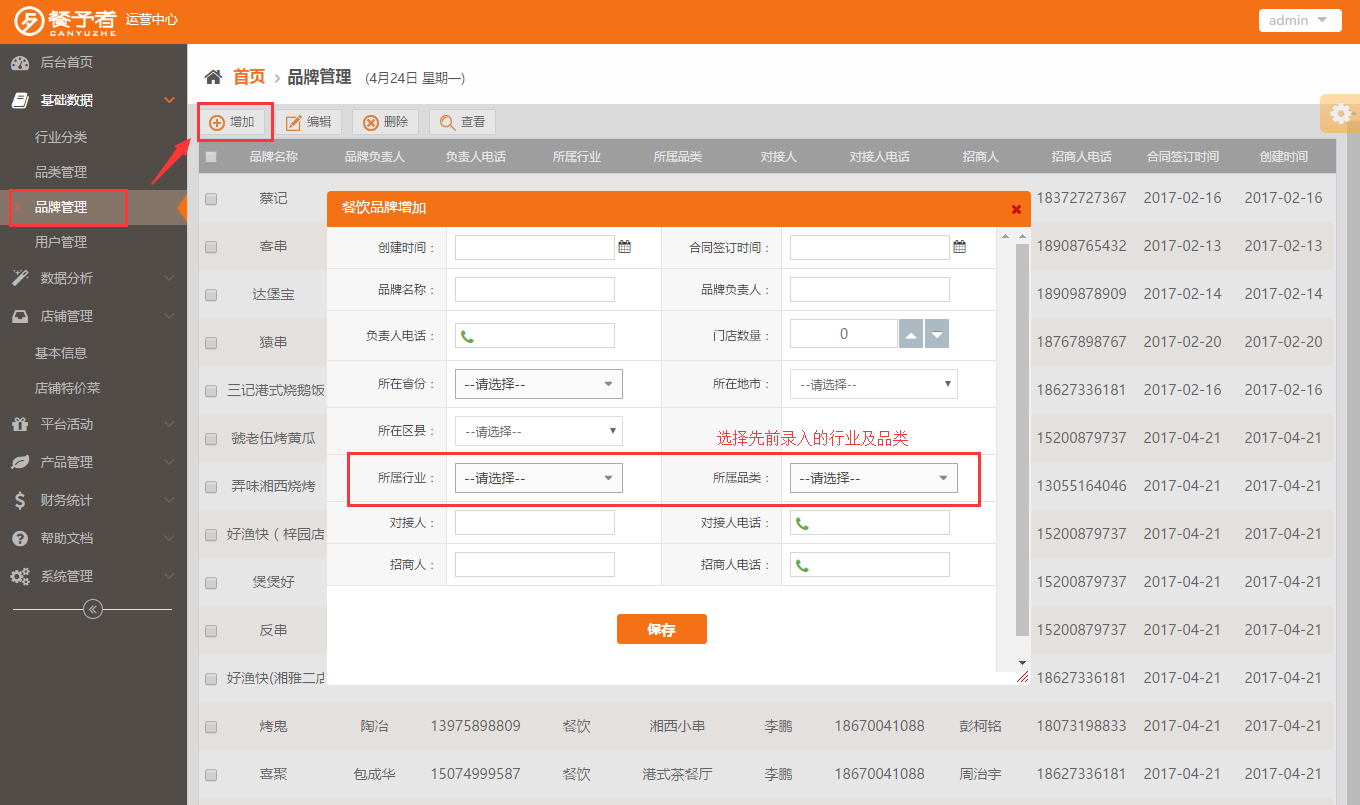 餐予者 运营中心
CANYUZHE
admin
后台首页
基础数据
行业分类
品类管理
品牌管理
用户管理
数据分析
店铺管理
基本信息
店铺特价菜
平台活动
产品管理
财务统计
帮助文档
系统管理
首页 › 品牌管理 (4月24日 星期一)
增加 编辑 删除 查看
品牌名称 品牌负责人 负责人电话 所属行业 所属品类 对接人 对接人电话 招商人 招商人电话 合同签订时间 创建时间
蔡记 18372727367 2017-02-16 2017-02-16
客串 18908765432 2017-02-13 2017-02-13
达堡宝 18909878909 2017-02-14 2017-02-14
猿串 18767898767 2017-02-20 2017-02-20
三记港式烧鹅饭 18627336181 2017-02-16 2017-02-16
虢老伍烤黄瓜 15200879737 2017-04-21 2017-04-21
弄味湘西烧烤 13055164046 2017-04-21 2017-04-21
好渔快 ( 梓园店 15200879737 2017-04-21 2017-04-21
煲煲好 15200879737 2017-04-21 2017-04-21
反串 15200879737 2017-04-21 2017-04-21
好渔快(湘雅二店 18627336181 2017-04-21 2017-04-21
烤鬼 陶冶 13975898809 餐饮 湘西小串 李鹏 18670041088 彭柯铭 18073198833 2017-04-21 2017-04-21
喜聚 包成华 15074999587 餐饮 港式茶餐厅 李鹏 18670041088 周治宇 18627336181 2017-04-21 2017-04-21
餐饮品牌增加
创建时间： 合同签订时间：
品牌名称： 品牌负责人：
负责人电话： 门店数量： 0
所在省份： --请选择-- 所在地市： --请选择--
所在区县： --请选择--
选择先前录入的行业及品类
所属行业： --请选择-- 所属品类： --请选择--
对接人： 对接人电话：
招商人： 招商人电话：
保存